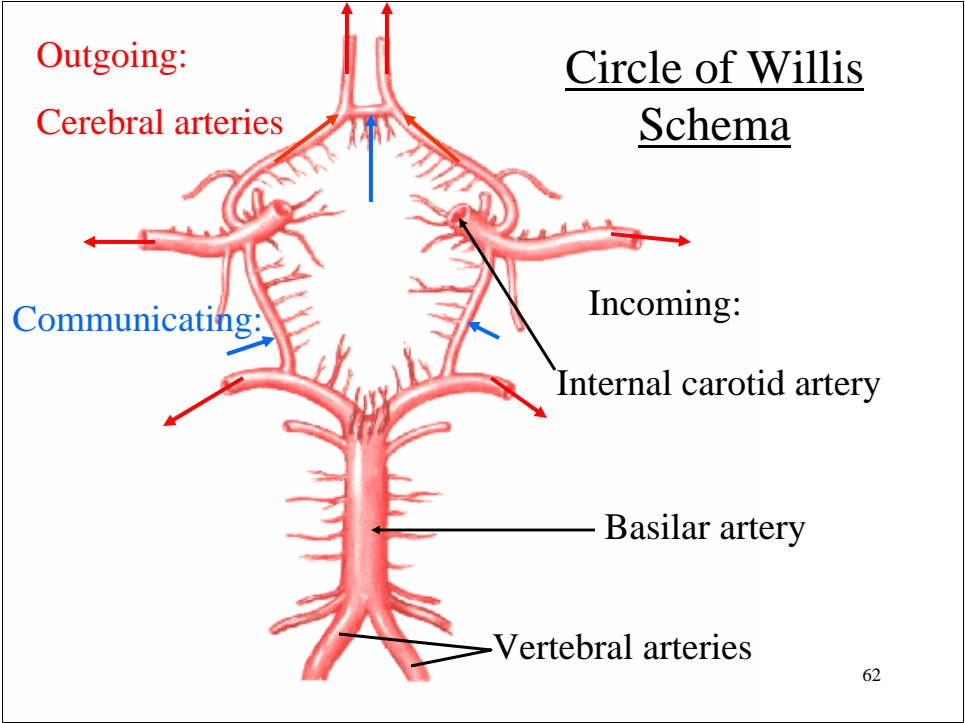 Outgoing:
Cerebral arteries
Circle of Willis
Schema
Communicating:
Incoming:
Internal carotid artery
Basilar artery
Vertebral arteries
62